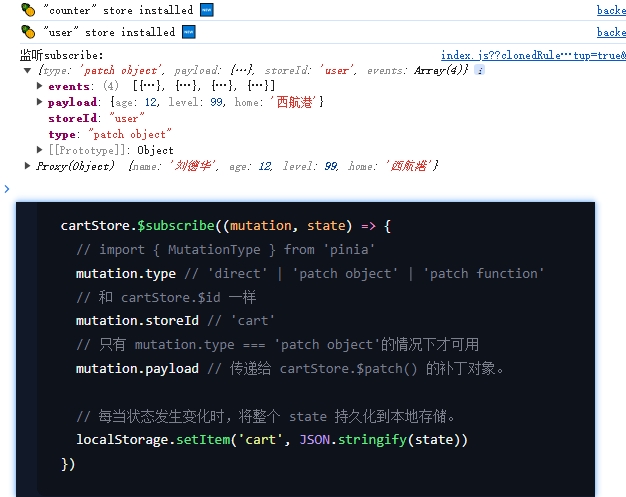 "counter" store installed 🆕 backe
"user" store installed 🆕 backe
监听subscribe: index.js??clonedRule…tup=true&
{type: 'patch object', payload: {…}, storeId: 'user', events: Array(4)} i
events: (4) [{…}, {…}, {…}, {…}]
payload: {age: 12, level: 99, home: '西航港'}
storeId: "user"
type: "patch object"
[[Prototype]]: Object
Proxy(Object) {name: '刘德华', age: 12, level: 99, home: '西航港'}
cartStore.$subscribe((mutation, state) => {
// import { MutationType } from 'pinia'
mutation.type // 'direct' | 'patch object' | 'patch function'
// 和 cartStore.$id 一样
mutation.storeId // 'cart'
// 只有 mutation.type === 'patch object'的情况下才可用
mutation.payload // 传递给 cartStore.$patch() 的补丁对象。
// 每当状态发生变化时，将整个 state 持久化到本地存储。
localStorage.setItem('cart', JSON.stringify(state))
})